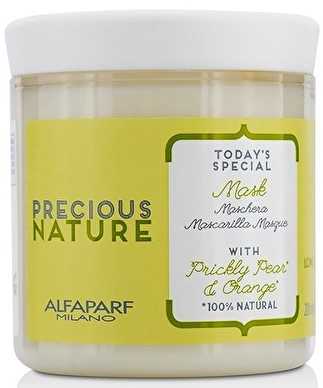 PRECIOUS
NATURE
ALFAPARF
MILANO
TODAY'S
SPECIAL
Mask
Maschera
Mascarilla Masque
WITH
Prickly Pear*
& Orange*
*100% NATURAL